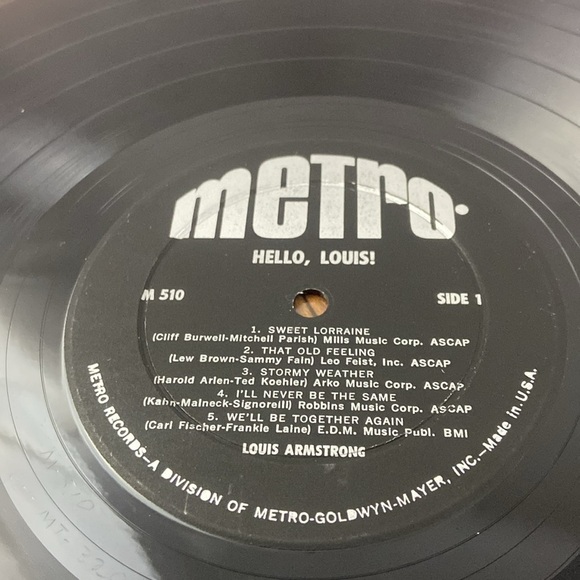 metro
HELLO, LOUIS!
M 510 SIDE 1
1. SWEET LORRAINE
(Cliff Burwell-Mitchell Parish) Mills Music Corp. ASCAP
2. THAT OLD FEELING
(Lew Brown-Sammy Fain) Leo Feist, Inc. ASCAP
3. STORMY WEATHER
(Harold Arlen-Ted Koehler) Arko Music Corp. ASCAP
4. I'LL NEVER BE THE SAME
(Kahn-Malneck-Signorelli) Robbins Music Corp. ASCAP
5. WE'LL BE TOGETHER AGAIN
(Carl Fischer-Frankie Laine) E.D.M. Music Publ. BMI
LOUIS ARMSTRONG
METRO RECORDS—A DIVISION OF METRO-GOLDWYN-MAYER, INC.—Made in U.S.A.